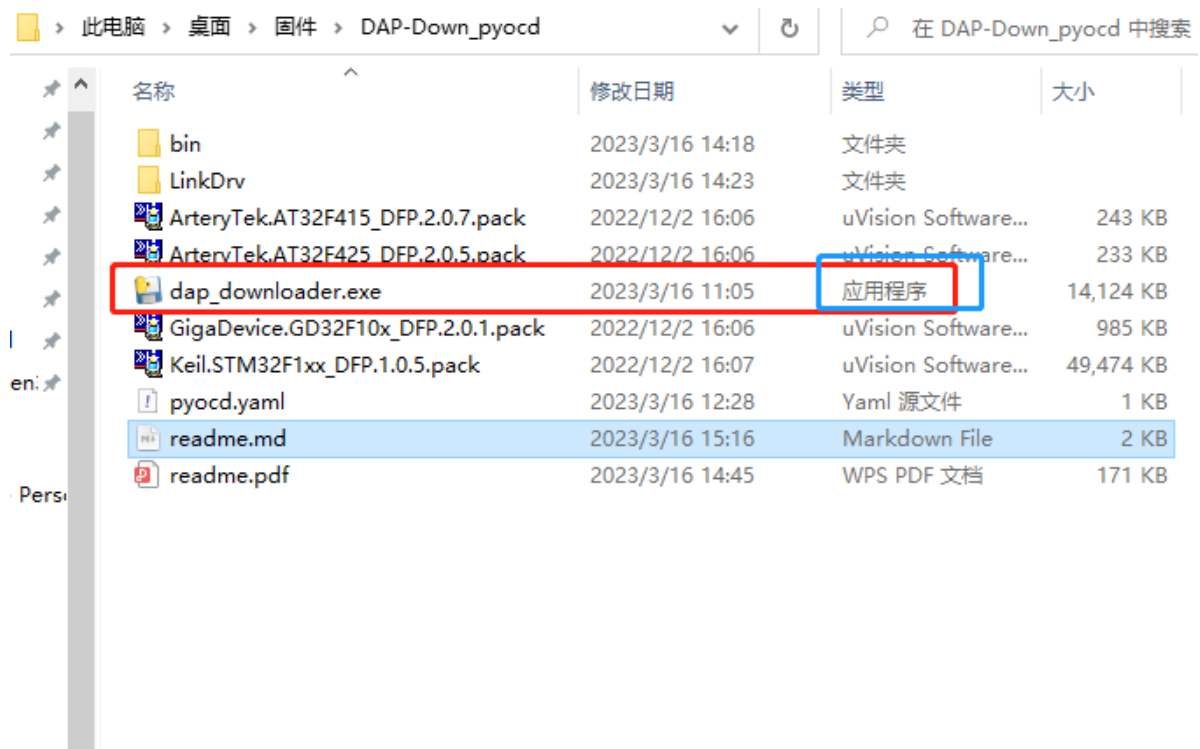 此电脑 > 桌面 > 固件 > DAP-Down_pyocd 在 DAP-Down_pyocd 中搜索
名称 修改日期 类型 大小
bin 2023/3/16 14:18 文件夹
LinkDrv 2023/3/16 14:23 文件夹
ArteryTek.AT32F415_DFP.2.0.7.pack 2022/12/2 16:06 uVision Software... 243 KB
ArteryTek.AT32F425_DFP.2.0.5.pack 2022/12/2 16:06 uVision Software... 233 KB
dap_downloader.exe 2023/3/16 11:05 应用程序 14,124 KB
GigaDevice.GD32F10x_DFP.2.0.1.pack 2022/12/2 16:06 uVision Software... 985 KB
Keil.STM32F1xx_DFP.1.0.5.pack 2022/12/2 16:07 uVision Software... 49,474 KB
en: pyocd.yaml 2023/3/16 12:28 Yaml 源文件 1 KB
readme.md 2023/3/16 15:16 Markdown File 2 KB
readme.pdf 2023/3/16 14:45 WPS PDF 文档 171 KB
Pers